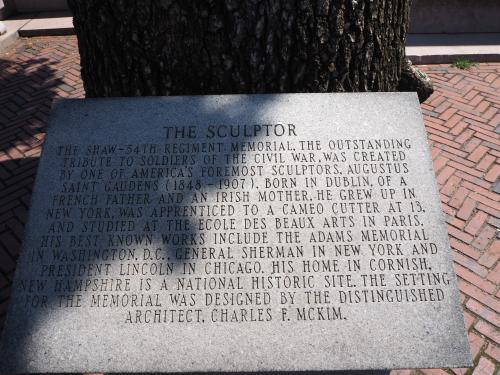 THE SCULPTOR
THE SHAW-54TH REGIMENT MEMORIAL, THE OUTSTANDING
TRIBUTE TO SOLDIERS OF THE CIVIL WAR, WAS CREATED
BY ONE OF AMERICA'S FOREMOST SCULPTORS, AUGUSTUS
SAINT GAUDENS (1848-1907). BORN IN DUBLIN, OF A
FRENCH FATHER AND AN IRISH MOTHER, HE GREW UP IN
NEW YORK, WAS APPRENTICED TO A CAMEO CUTTER AT 13,
AND STUDIED AT THE ECOLE DES BEAUX ARTS IN PARIS.
HIS BEST KNOWN WORKS INCLUDE THE ADAMS MEMORIAL
IN WASHINGTON, D.C., GENERAL SHERMAN IN NEW YORK AND
PRESIDENT LINCOLN IN CHICAGO. HIS HOME IN CORNISH,
NEW HAMPSHIRE IS A NATIONAL HISTORIC SITE. THE SETTING
FOR THE MEMORIAL WAS DESIGNED BY THE DISTINGUISHED
ARCHITECT, CHARLES F. MCKIM.